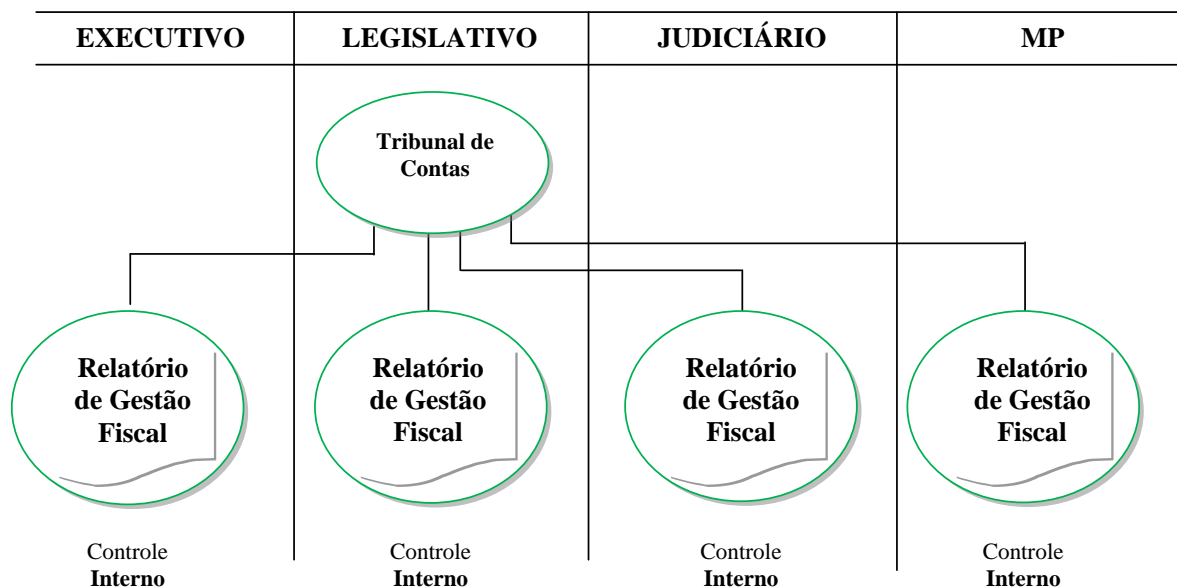 EXECUTIVO
LEGISLATIVO
JUDICIÁRIO
MP
Tribunal de
Contas
Relatório
de Gestão
Fiscal
Relatório
de Gestão
Fiscal
Relatório
de Gestão
Fiscal
Relatório
de Gestão
Fiscal
Controle
Interno
Controle
Interno
Controle
Interno
Controle
Interno